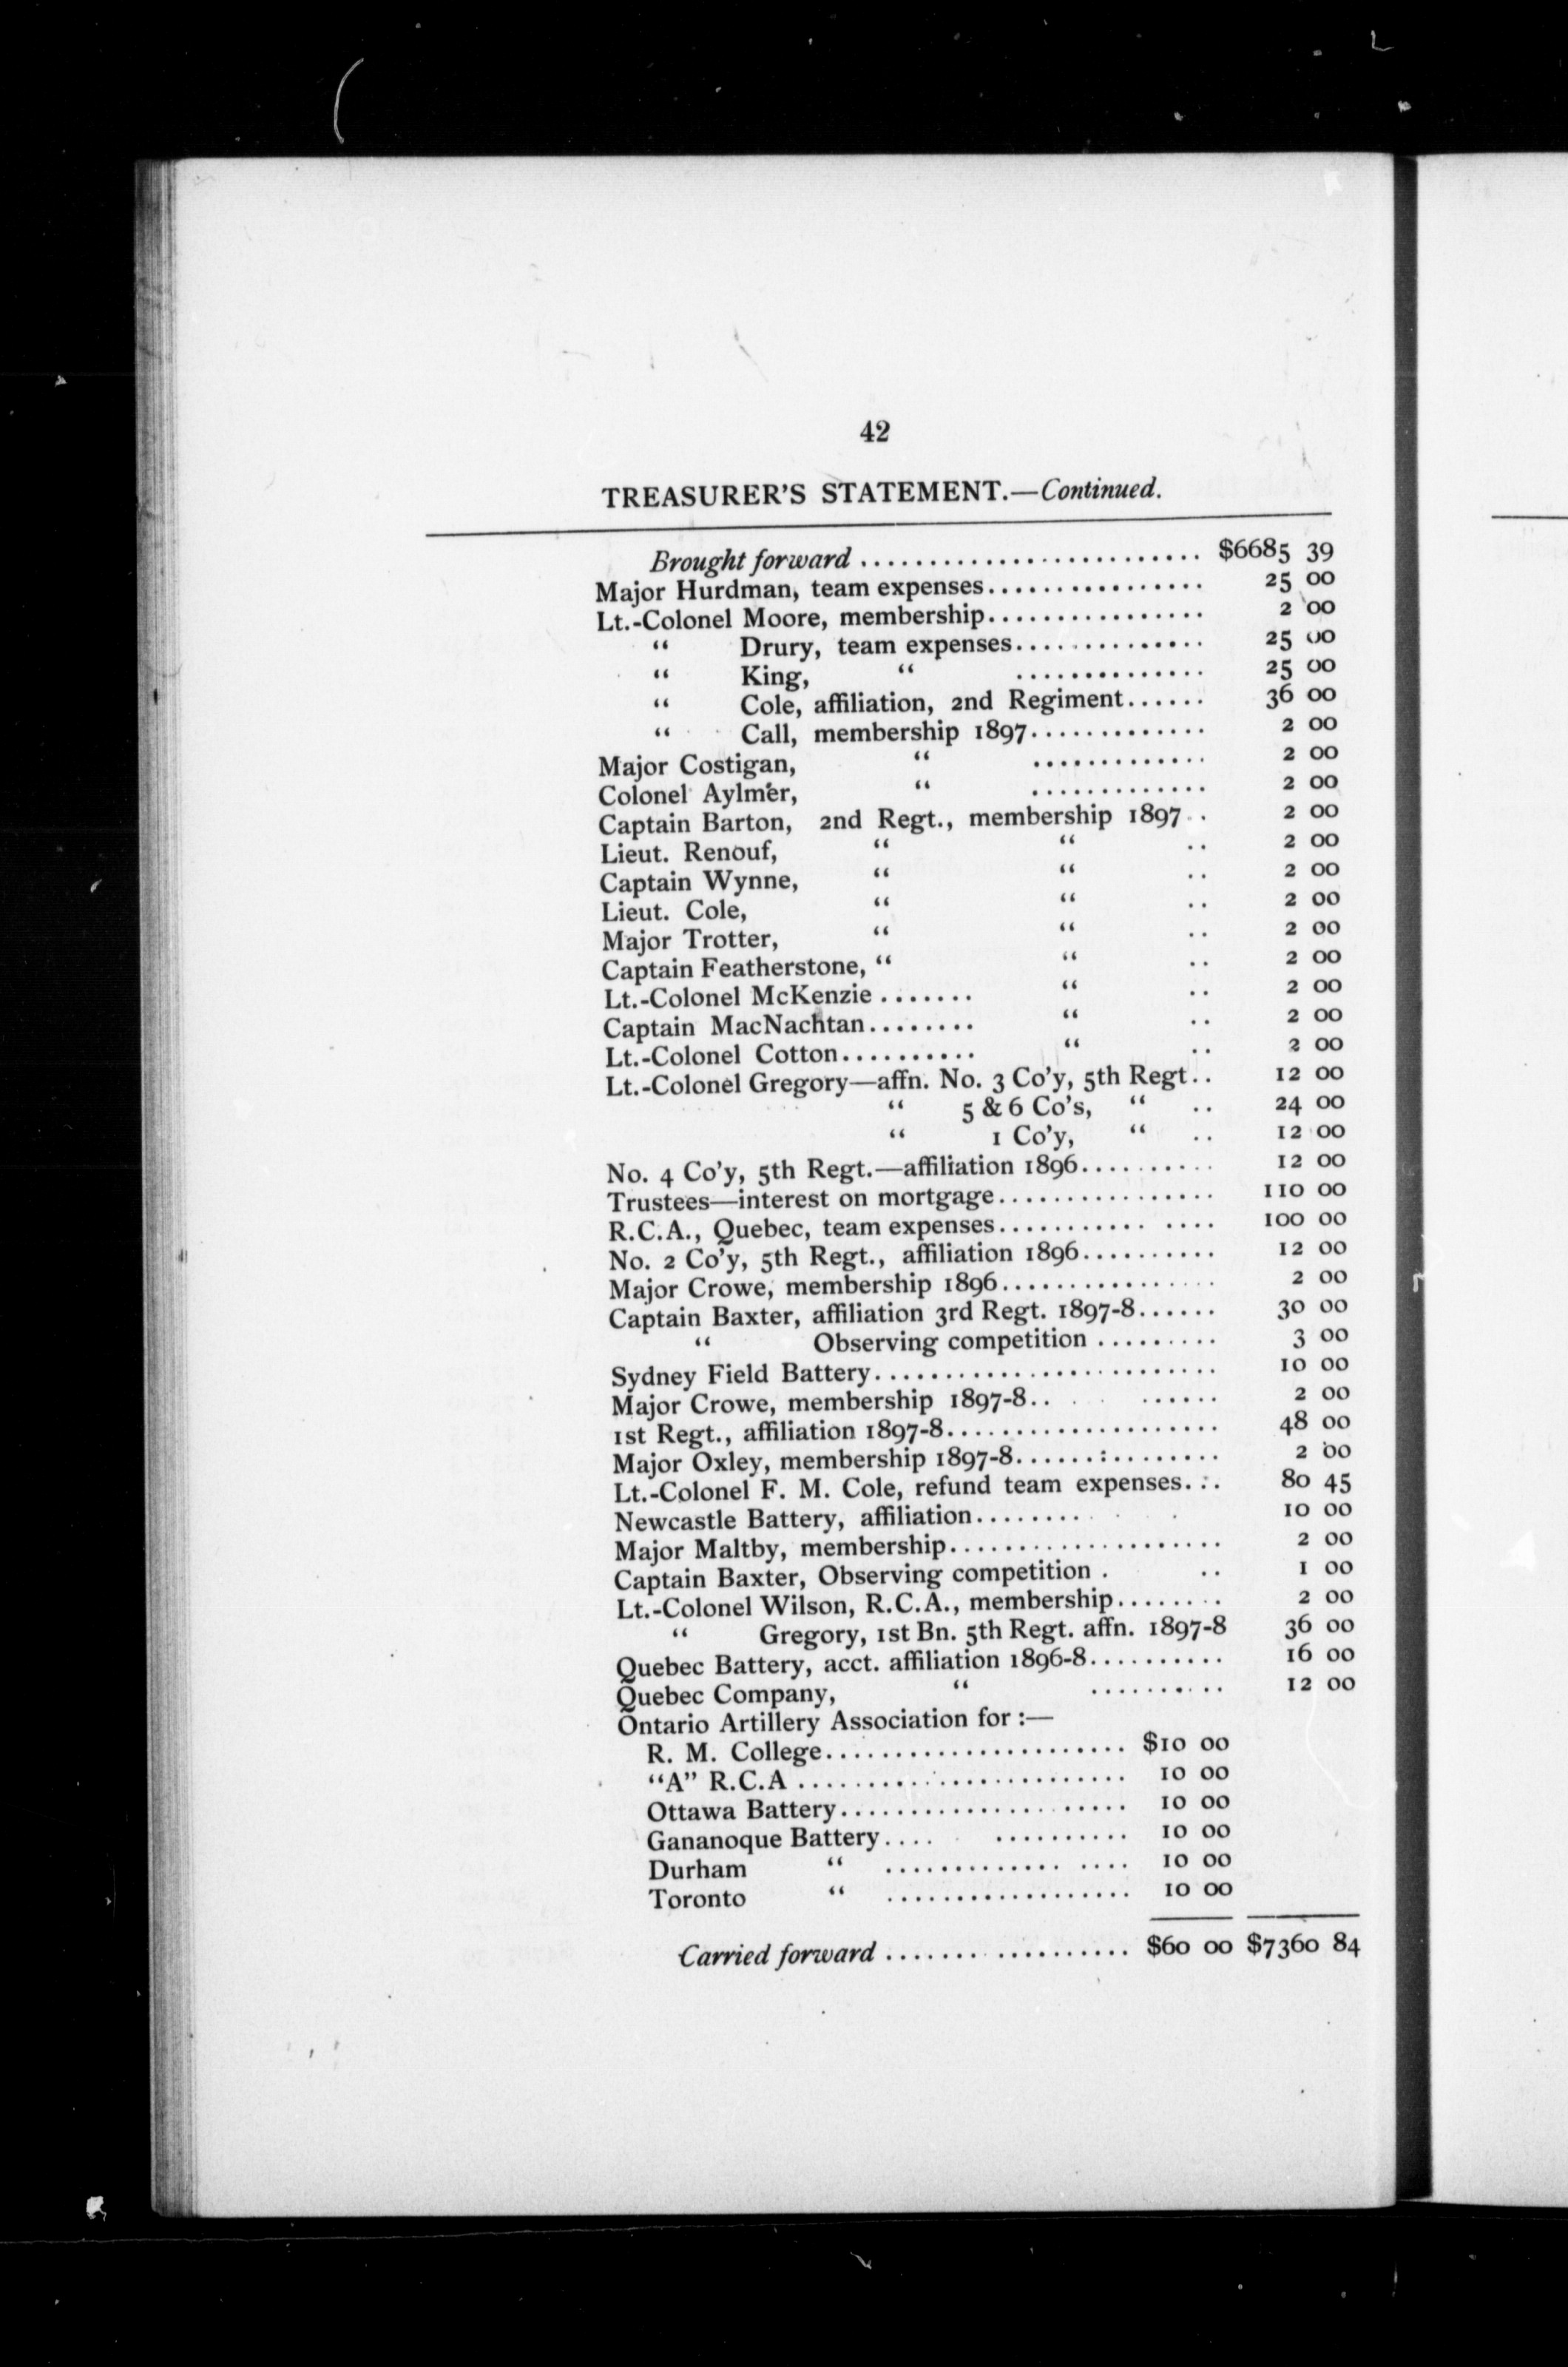 42
TREASURER'S STATEMENT.—Continued.
Brought forward ......................... $6685 39
Major Hurdman, team expenses................ 25 00
Lt.-Colonel Moore, membership................ 2 00
“ Drury, team expenses.............. 25 00
“ King, “ .............. 25 00
“ Cole, affiliation, 2nd Regiment...... 36 00
“ Call, membership 1897............. 2 00
Major Costigan, “ ............. 2 00
Colonel Aylmer, “ ............. 2 00
Captain Barton, 2nd Regt., membership 1897 .. 2 00
Lieut. Renouf, “ “ .. 2 00
Captain Wynne, “ “ .. 2 00
Lieut. Cole, “ “ .. 2 00
Major Trotter, “ “ .. 2 00
Captain Featherstone, “ “ .. 2 00
Lt.-Colonel McKenzie ....... “ .. 2 00
Captain MacNachtan........ “ .. 2 00
Lt.-Colonel Cotton.......... “ .. 2 00
Lt.-Colonel Gregory—affn. No. 3 Co'y, 5th Regt.. 12 00
“ 5 & 6 Co's, “ .. 24 00
“ 1 Co'y, “ .. 12 00
No. 4 Co'y, 5th Regt.—affiliation 1896.......... 12 00
Trustees—interest on mortgage................ 110 00
R.C.A., Quebec, team expenses........... .... 100 00
No. 2 Co'y, 5th Regt., affiliation 1896.......... 12 00
Major Crowe, membership 1896................ 2 00
Captain Baxter, affiliation 3rd Regt. 1897-8...... 30 00
“ Observing competition ......... 3 00
Sydney Field Battery......................... 10 00
Major Crowe, membership 1897-8.. ...... 2 00
1st Regt., affiliation 1897-8.................... 48 00
Major Oxley, membership 1897-8............... 2 00
Lt.-Colonel F. M. Cole, refund team expenses... 80 45
Newcastle Battery, affiliation........ 10 00
Major Maltby, membership.................... 2 00
Captain Baxter, Observing competition . .. 1 00
Lt.-Colonel Wilson, R.C.A., membership........ 2 00
“ Gregory, 1st Bn. 5th Regt. affn. 1897-8 36 00
Quebec Battery, acct. affiliation 1896-8.......... 16 00
Quebec Company, “ .......... 12 00
Ontario Artillery Association for :—
R. M. College...................... $10 00
“A” R.C.A ........................ 10 00
Ottawa Battery..................... 10 00
Gananoque Battery.... .......... 10 00
Durham “ ............. .... 10 00
Toronto “ .................. 10 00
Carried forward .................. $60 00 $7360 84